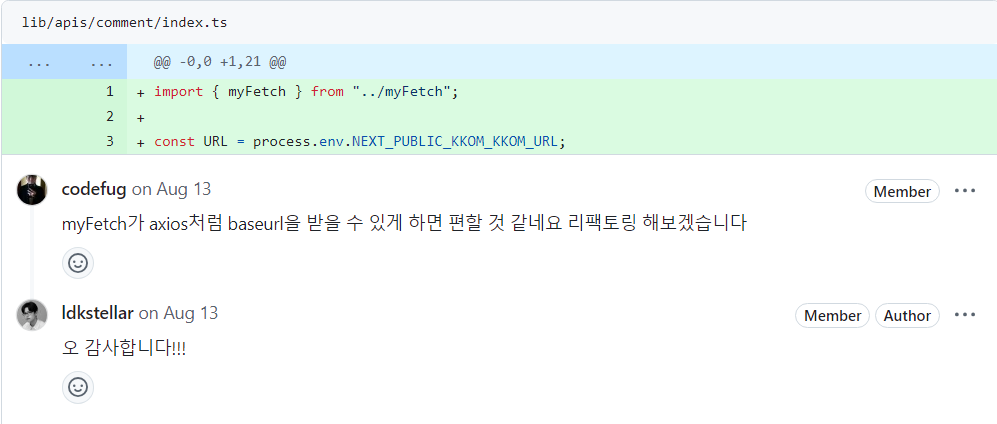 lib/apis/comment/index.ts
... ... @@ -0,0 +1,21 @@
1 + import { myFetch } from "../myFetch";
2 +
3 + const URL = process.env.NEXT_PUBLIC_KKOM_KKOM_URL;
codefug on Aug 13 Member ...
myFetch가 axios처럼 baseurl을 받을 수 있게 하면 편할 것 같네요 리팩토링 해보겠습니다
ldkstellar on Aug 13 Member Author ...
오 감사합니다!!!